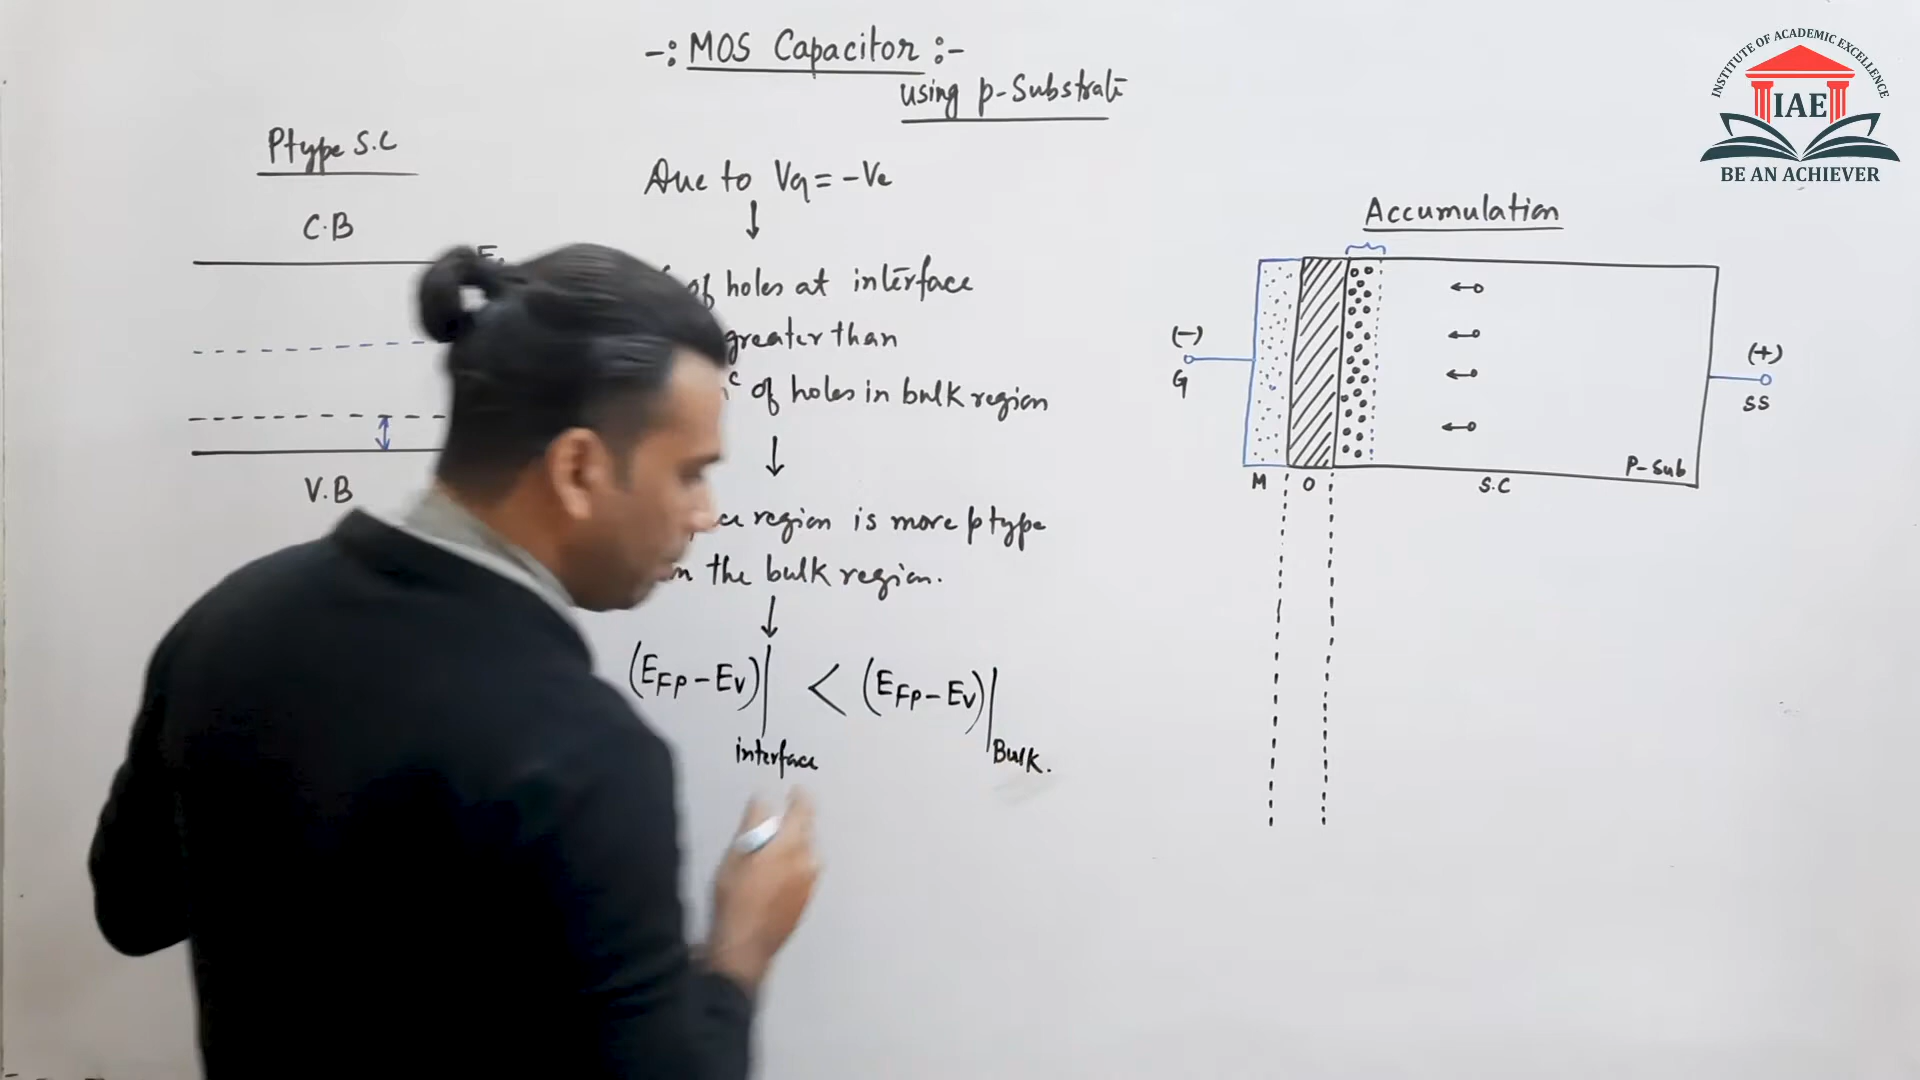 -: MOS Capacitor :-
using p-Substrate
INSTITUTE OF ACADEMIC EXCELLENCE
IAE
BE AN ACHIEVER
Ptype S.C
C.B
V.B
Due to VG = -Ve
↓
of holes at interface
greater than
of holes in bulk region
↓
region is more p type
the bulk region.
↓
(EFP - EV)| < (EFP - EV)|
interface
Bulk.
Accumulation
(-)
G
(+)
SS
P-Sub
M
O
S.C